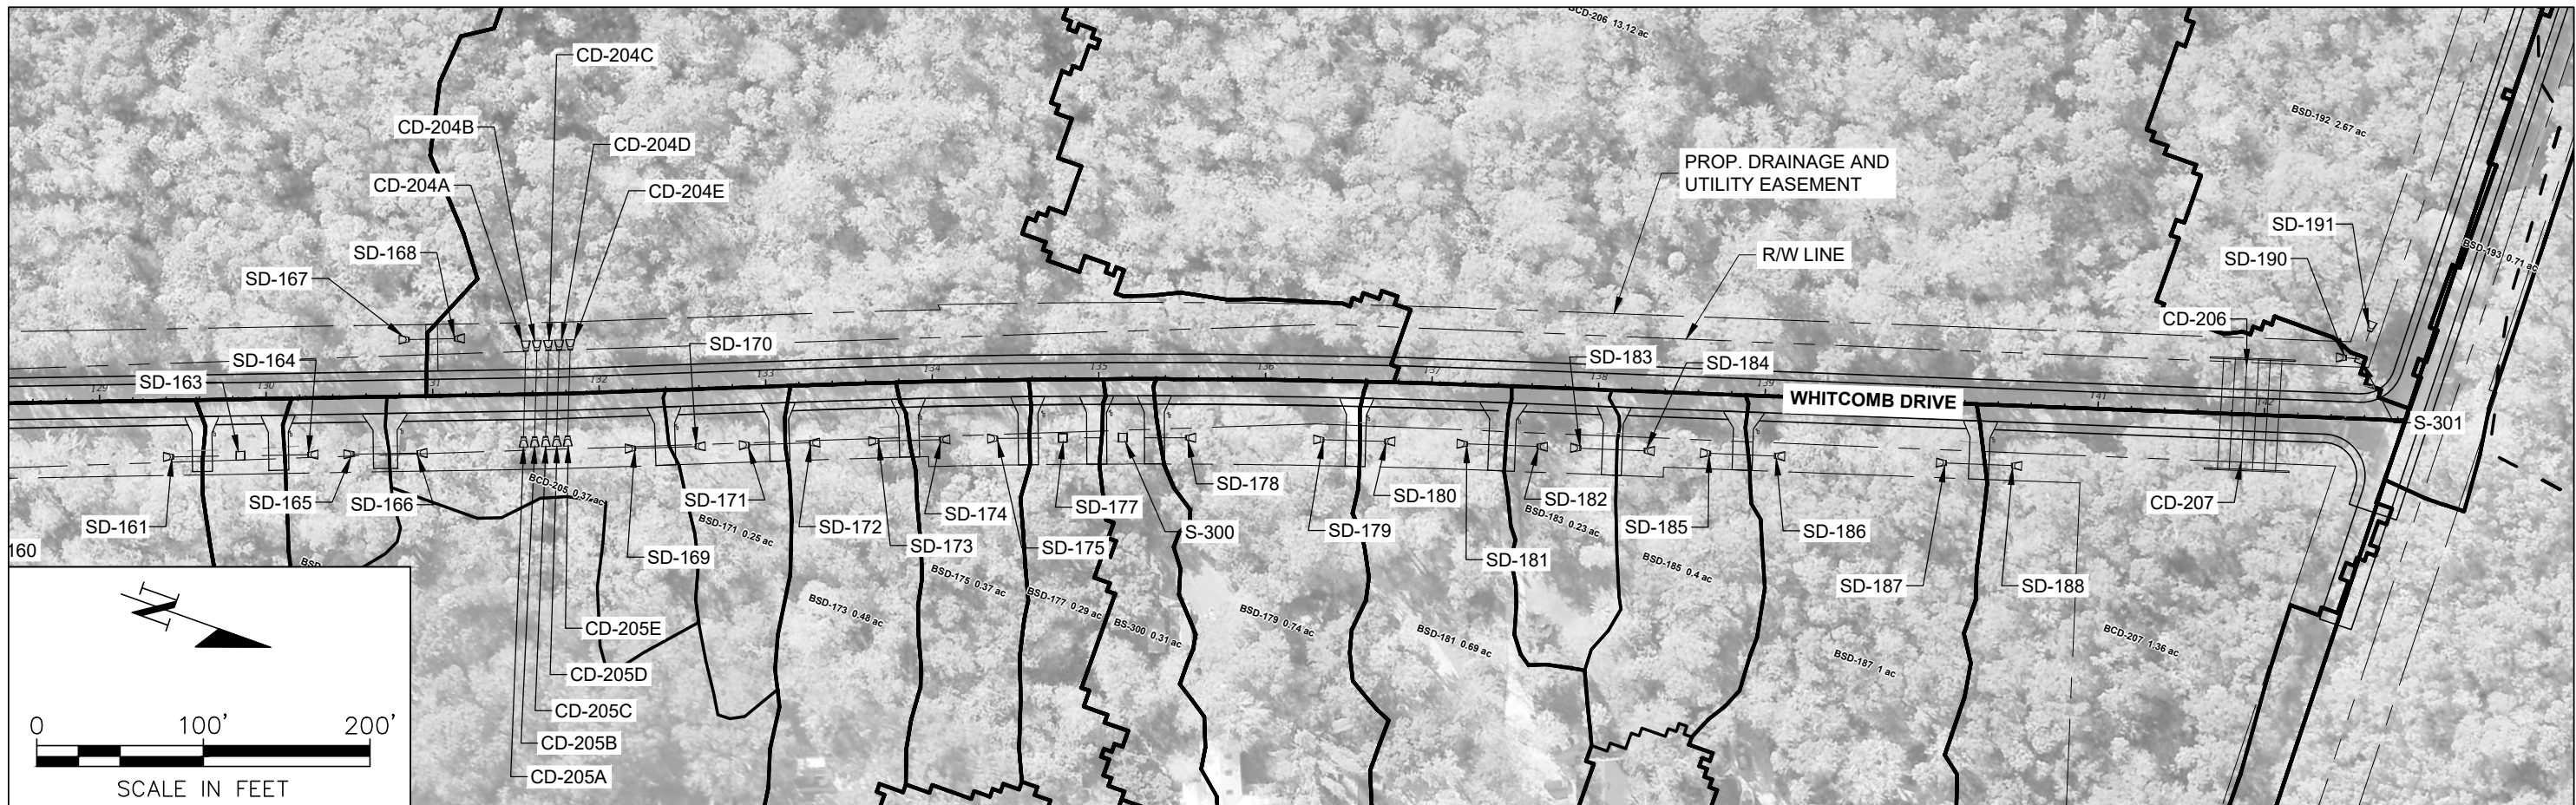 BCD-206 13.12 ac
CD-204C
BSD-192 2.67 ac
CD-204B
CD-204D
PROP. DRAINAGE AND
UTILITY EASEMENT
CD-204A
CD-204E
SD-191
SD-168
R/W LINE
SD-190
BSD-193 0.71 ac
SD-167
CD-206
SD-170
SD-164
SD-183
SD-184
SD-163
129
130
131
132
133
134
135
136
137
138
139
141
142
WHITCOMB DRIVE
S-301
SD-178
BCD-205 0.37 ac
SD-171
SD-180
SD-182
SD-165
SD-166
SD-177
CD-207
SD-174
BSD-171 0.25 ac
BSD-183 0.23 ac
SD-161
SD-172
S-300
SD-179
SD-185
SD-186
160
SD-173
SD-175
SD-169
SD-181
BSD-185 0.4 ac
BSD-175 0.37 ac
SD-187
SD-188
BSD-177 0.29 ac
BSD-173 0.48 ac
BSD-179 0.74 ac
CD-205E
BS-300 0.31 ac
BSD-181 0.69 ac
BCD-207 1.36 ac
BSD-187 1 ac
CD-205D
CD-205C
CD-205B
CD-205A
N
0 100' 200'
SCALE IN FEET